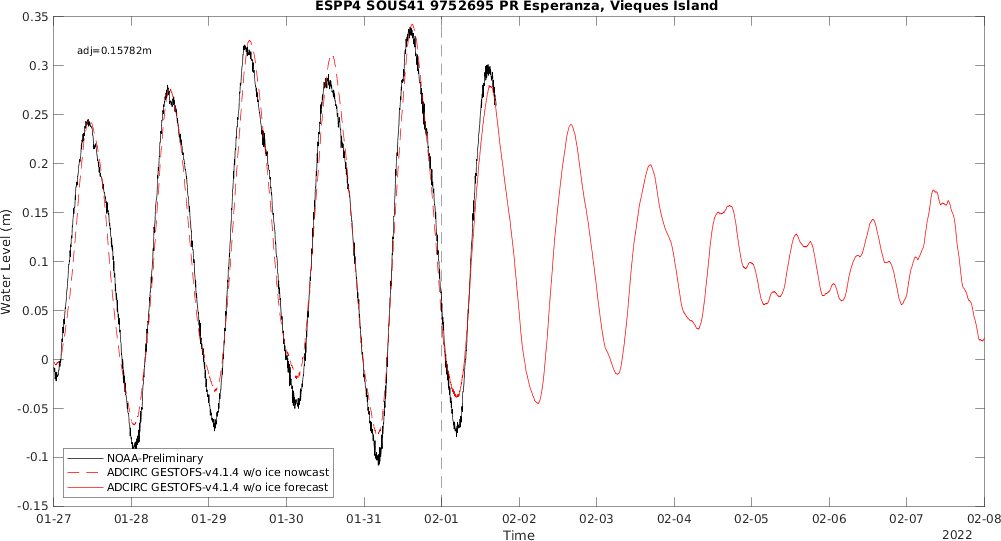 ESPP4 SOUS41 9752695 PR Esperanza, Vieques Island
adj=0.15782m
0.35
0.3
0.25
0.2
0.15
0.1
0.05
0
-0.05
-0.1
-0.15
Water Level (m)
NOAA-Preliminary
ADCIRC GESTOFS-v4.1.4 w/o ice nowcast
ADCIRC GESTOFS-v4.1.4 w/o ice forecast
01-27 01-28 01-29 01-30 01-31 02-01 02-02 02-03 02-04 02-05 02-06 02-07 02-08
Time
2022